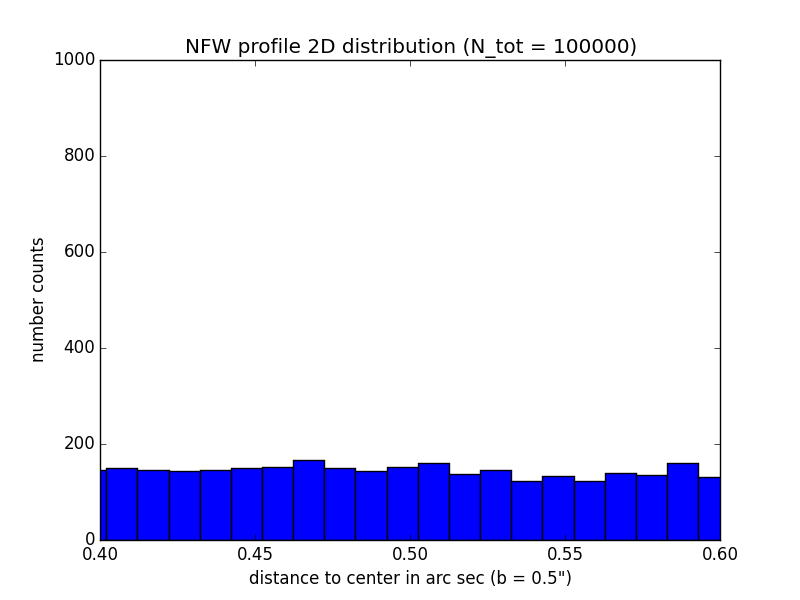 NFW profile 2D distribution (N_tot = 100000)
1000
800
600
400
200
0
number counts
0.40 0.45 0.50 0.55 0.60
distance to center in arc sec (b = 0.5")